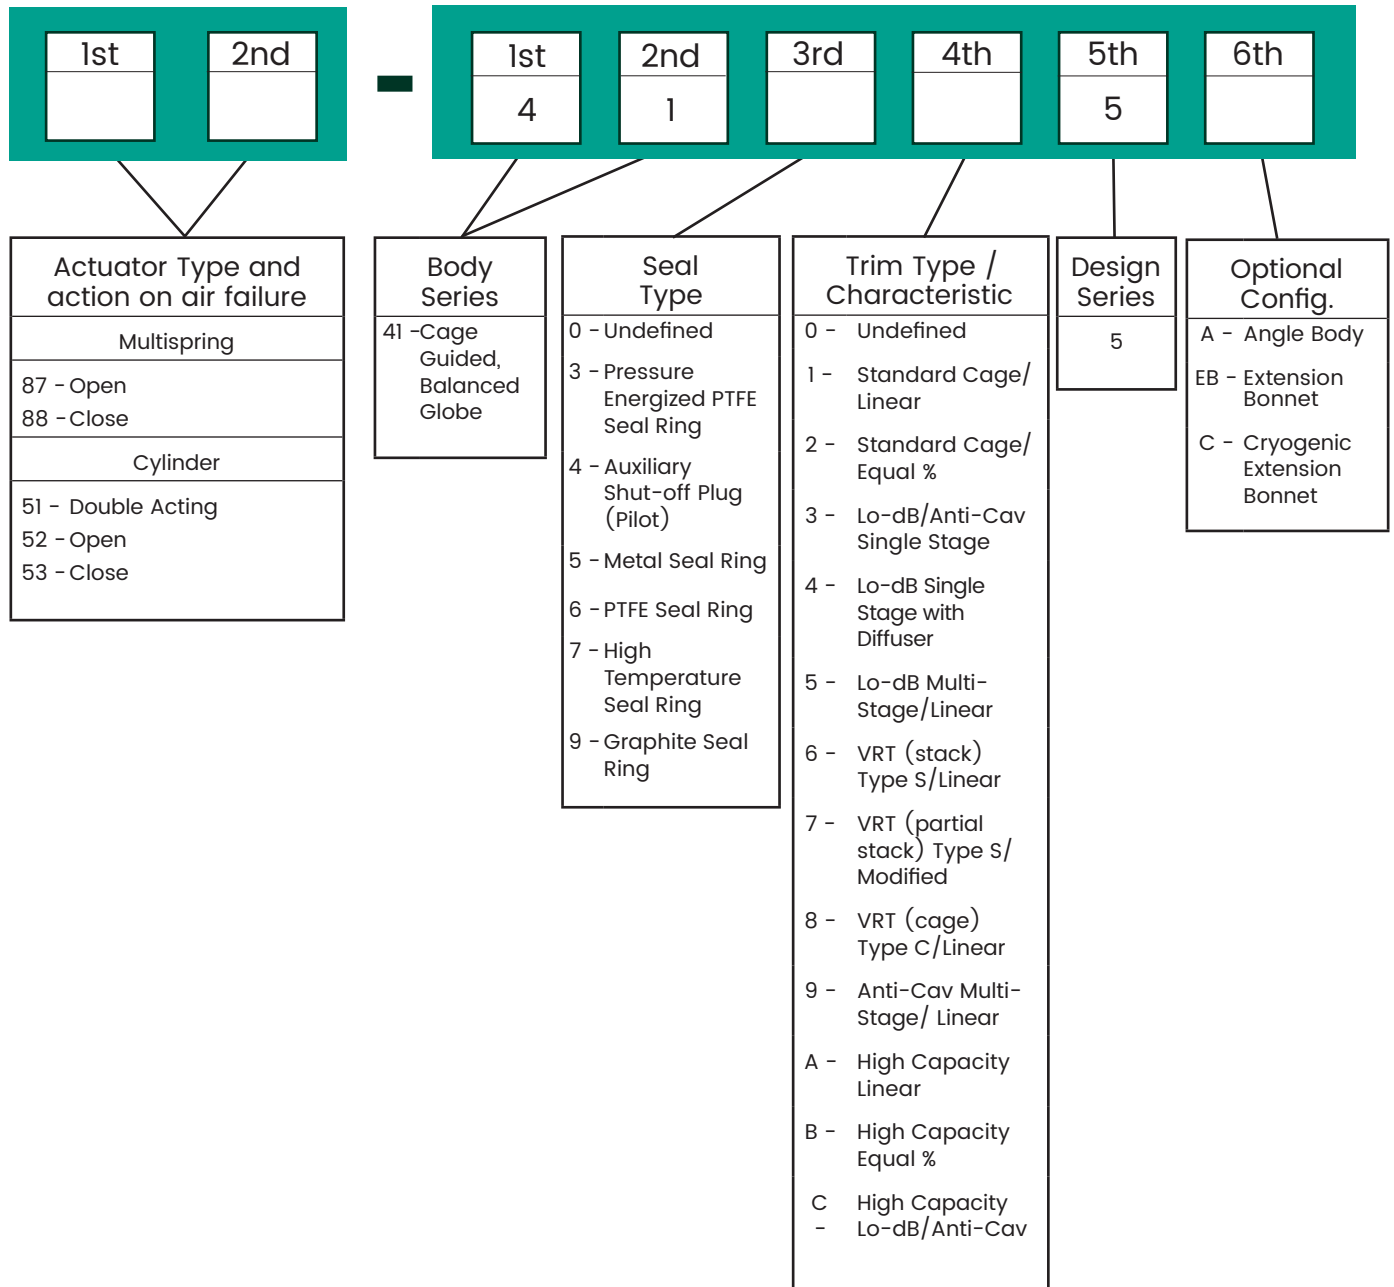 1st
2nd
-
1st
4
2nd
1
3rd
4th
5th
5
6th
Actuator Type and
action on air failure
Multispring
87 - Open
88 - Close
Cylinder
51 - Double Acting
52 - Open
53 - Close
Body
Series
41 - Cage
Guided,
Balanced
Globe
Seal
Type
0 - Undefined
3 - Pressure
Energized PTFE
Seal Ring
4 - Auxiliary
Shut-off Plug
(Pilot)
5 - Metal Seal Ring
6 - PTFE Seal Ring
7 - High
Temperature
Seal Ring
9 - Graphite Seal
Ring
Trim Type /
Characteristic
0 - Undefined
1 - Standard Cage/
Linear
2 - Standard Cage/
Equal %
3 - Lo-dB/Anti-Cav
Single Stage
4 - Lo-dB Single
Stage with
Diffuser
5 - Lo-dB Multi-
Stage/Linear
6 - VRT (stack)
Type S/Linear
7 - VRT (partial
stack) Type S/
Modified
8 - VRT (cage)
Type C/Linear
9 - Anti-Cav Multi-
Stage/ Linear
A - High Capacity
Linear
B - High Capacity
Equal %
C High Capacity
- Lo-dB/Anti-Cav
Design
Series
5
Optional
Config.
A - Angle Body
EB - Extension
Bonnet
C - Cryogenic
Extension
Bonnet